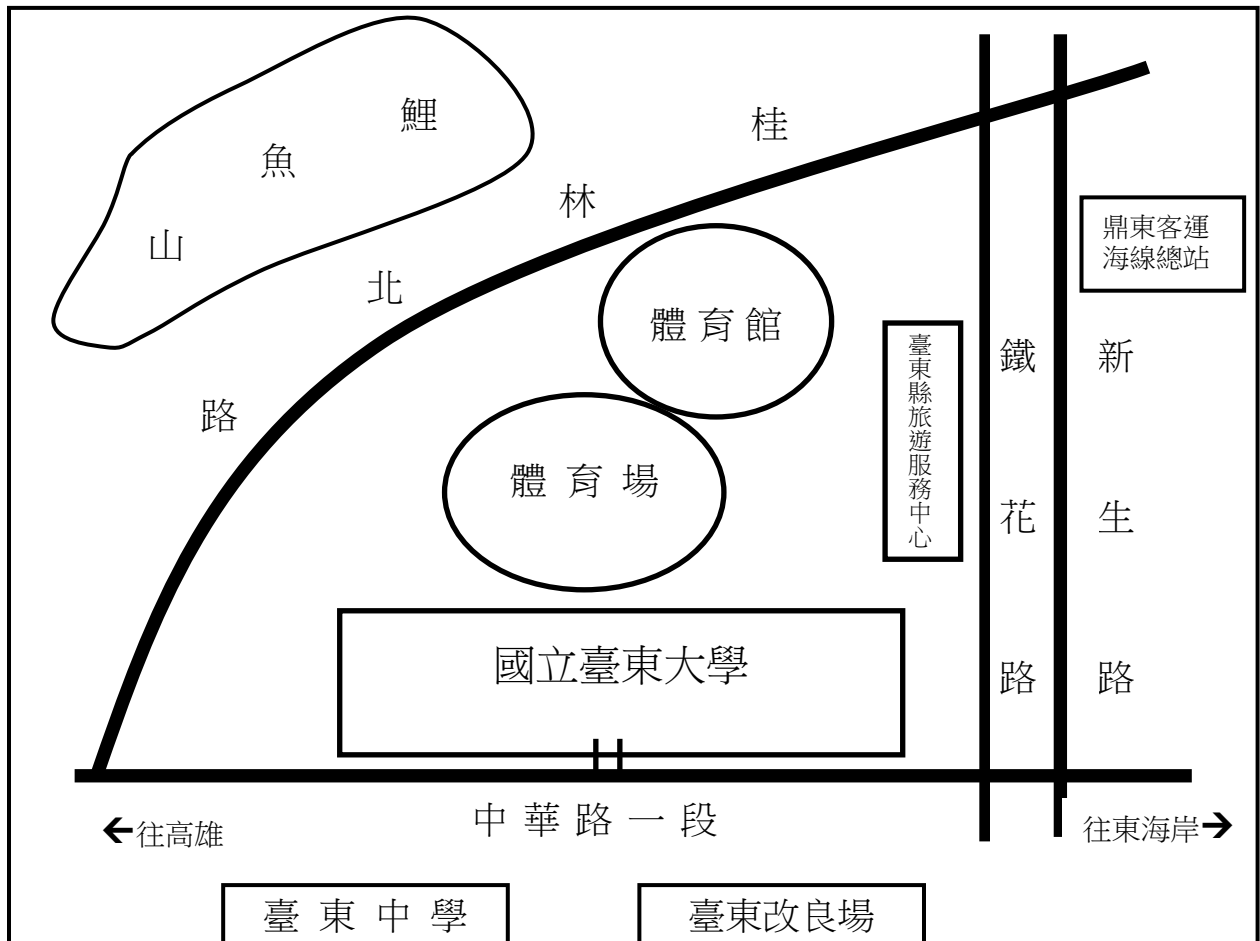 鯉魚山
桂林北路
鼎東客運
海線總站
體育館
臺東縣旅遊服務中心
鐵花路
新生路
體育場
國立臺東大學
中華路一段
←往高雄
往東海岸→
臺東中學
臺東改良場